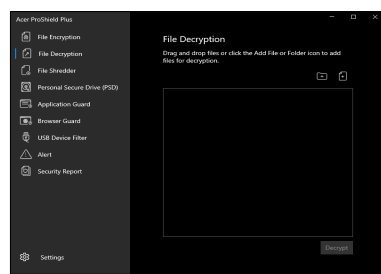 Acer ProShield Plus
File Encryption
File Decryption
File Shredder
Personal Secure Drive (PSD)
Application Guard
Browser Guard
USB Device Filter
Alert
Security Report
Settings
File Decryption
Drag and drop files or click the Add File or Folder icon to add
files for decryption.
Decrypt